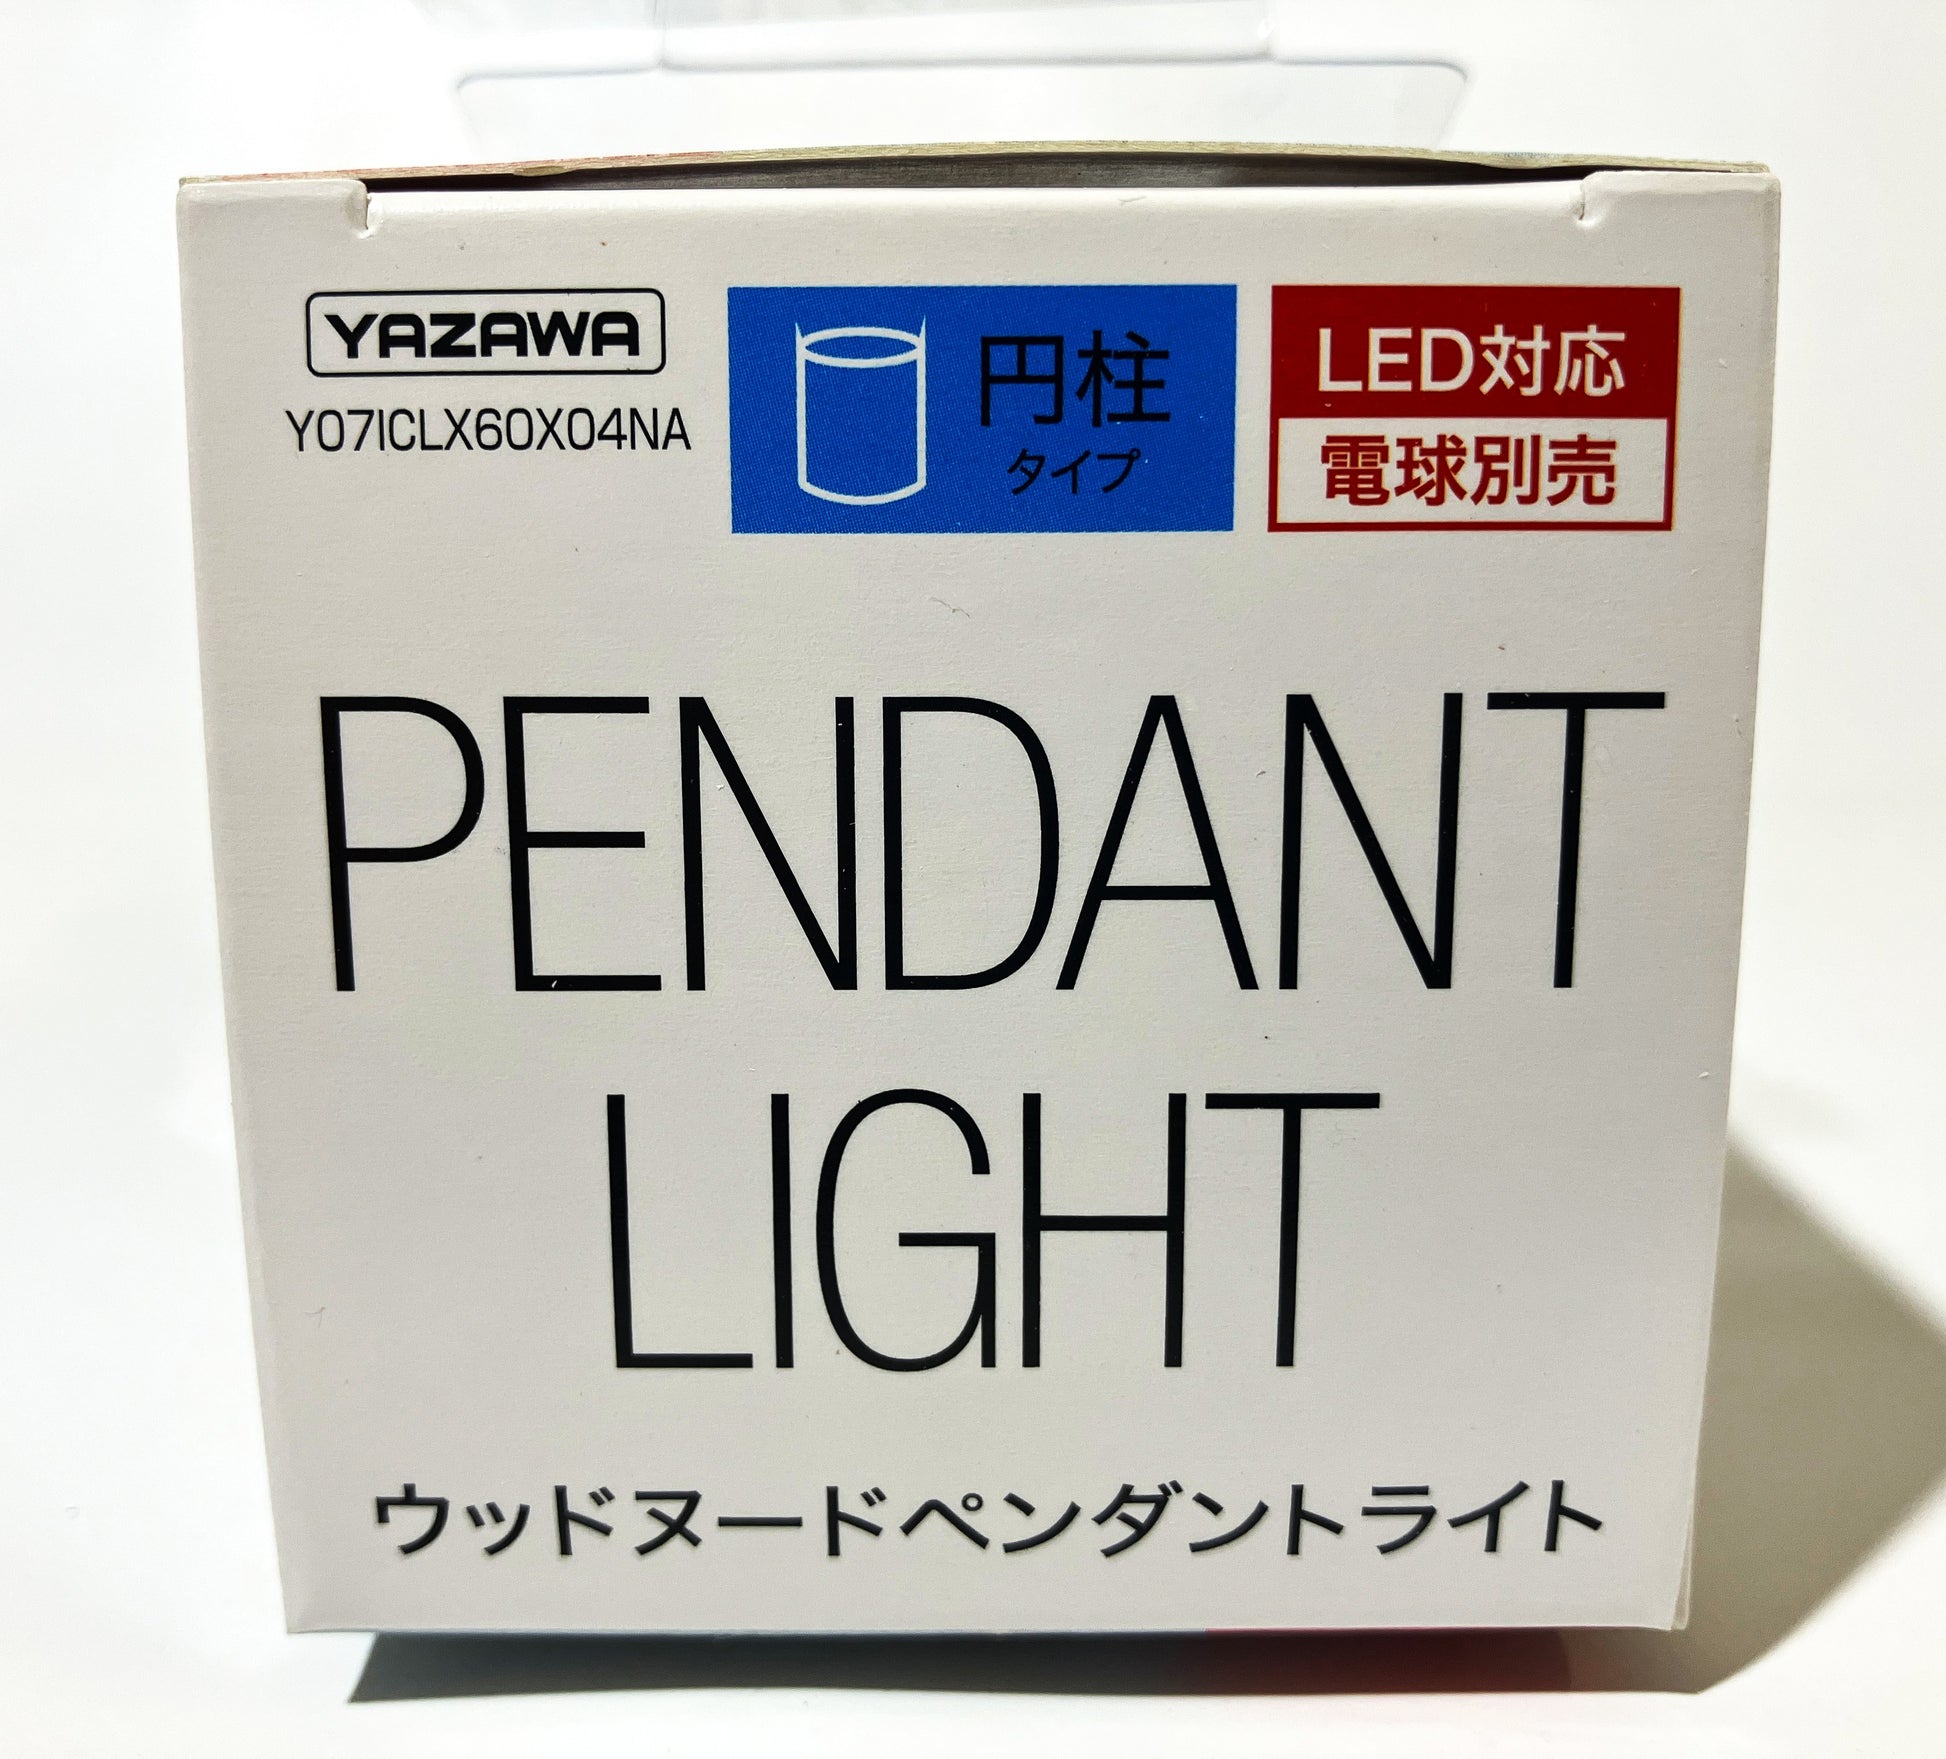 YAZAWA
Y07ICLX60X04NA
円柱
タイプ
LED対応
電球別売
PENDANT
LIGHT
ウッドヌードペンダントライト